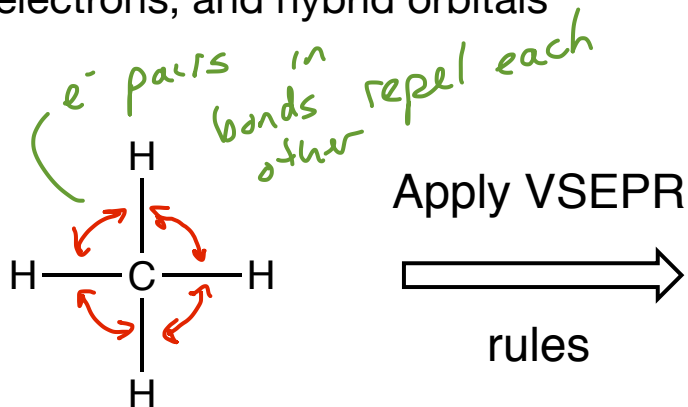 electrons, and hybrid orbitals
e⁻ pairs in
bonds repel each
other
H
H C H
H
Apply VSEPR
rules